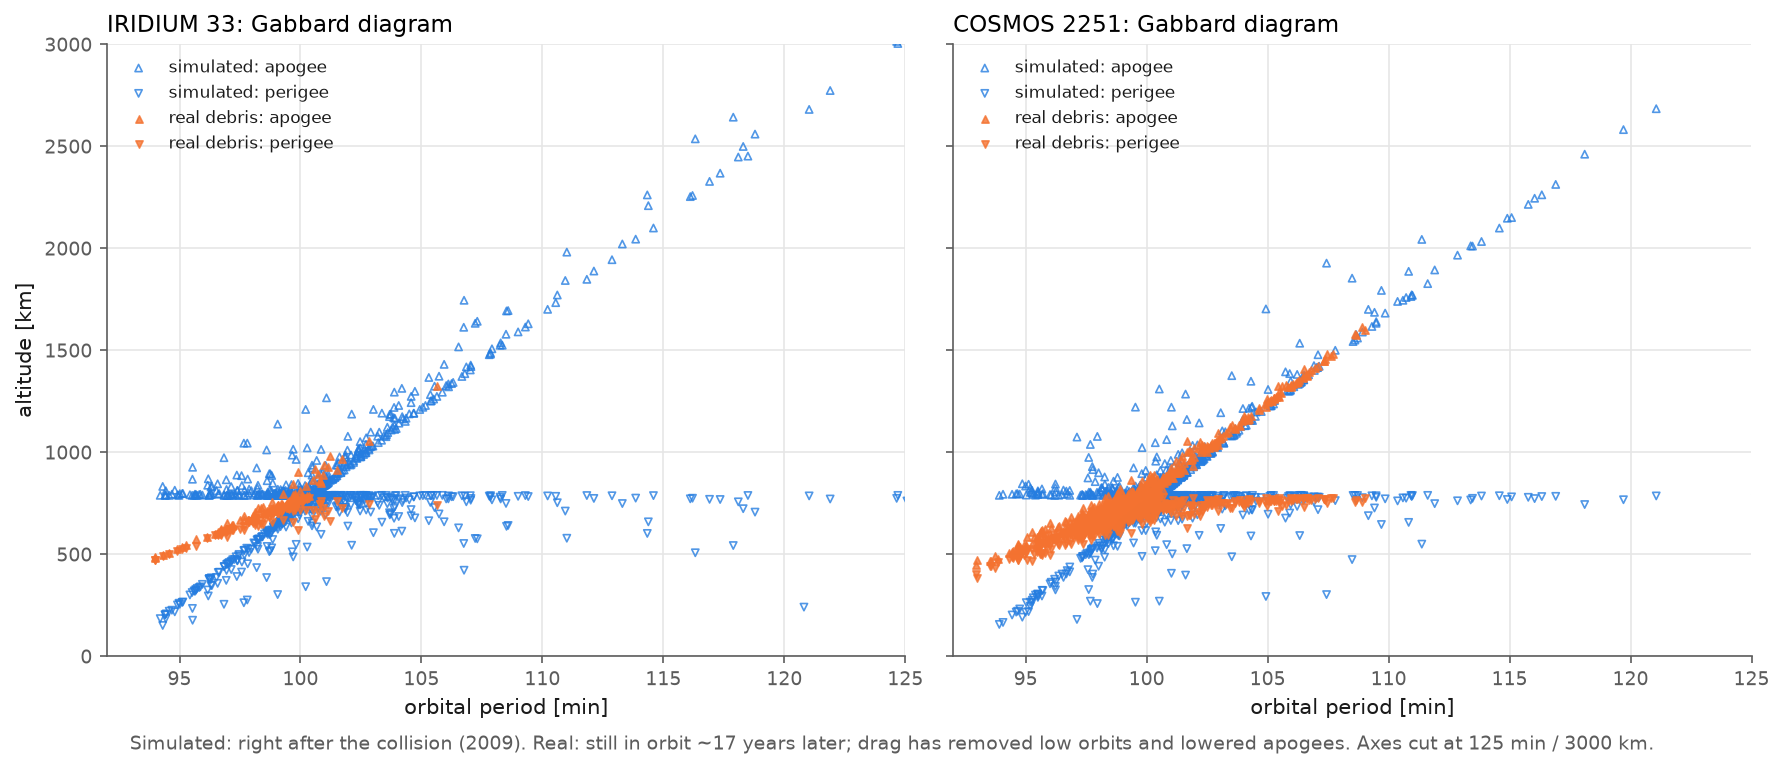 IRIDIUM 33: Gabbard diagram
COSMOS 2251: Gabbard diagram
simulated: apogee
simulated: perigee
real debris: apogee
real debris: perigee
simulated: apogee
simulated: perigee
real debris: apogee
real debris: perigee
altitude [km]
3000
2500
2000
1500
1000
500
0
95 100 105 110 115 120 125
95 100 105 110 115 120 125
orbital period [min]
orbital period [min]
Simulated: right after the collision (2009). Real: still in orbit ~17 years later; drag has removed low orbits and lowered apogees. Axes cut at 125 min / 3000 km.